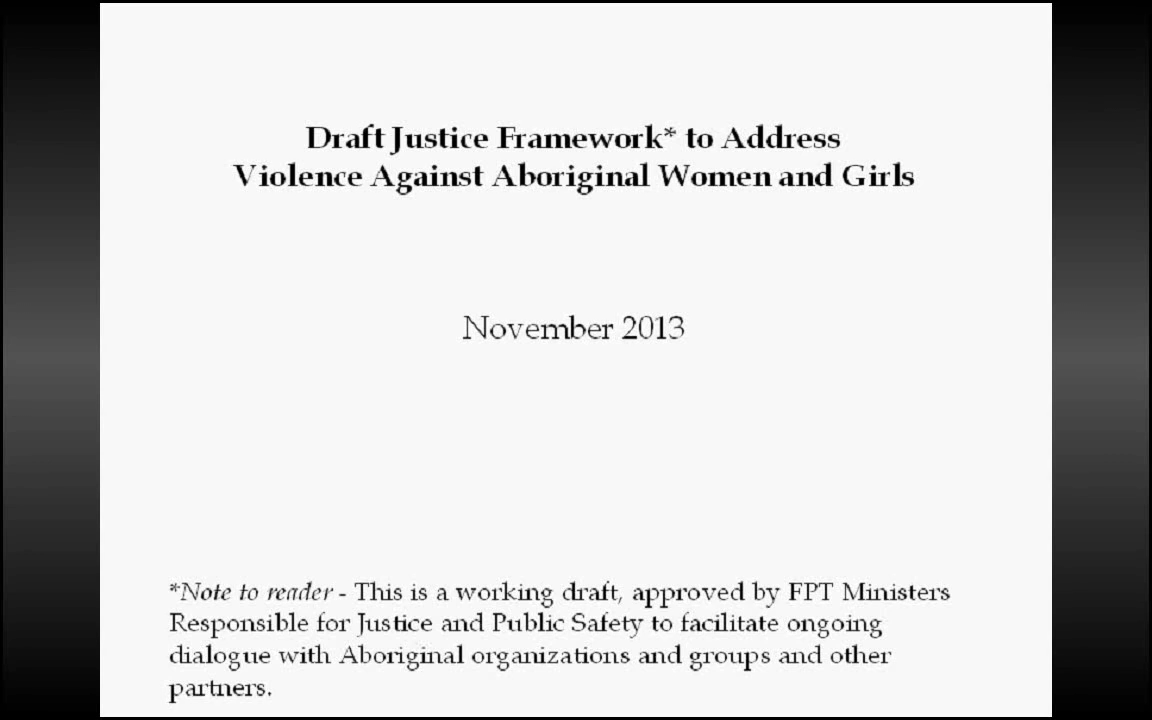 Draft Justice Framework* to Address
Violence Against Aboriginal Women and Girls
November 2013
*Note to reader - This is a working draft, approved by FPT Ministers
Responsible for Justice and Public Safety to facilitate ongoing
dialogue with Aboriginal organizations and groups and other
partners.